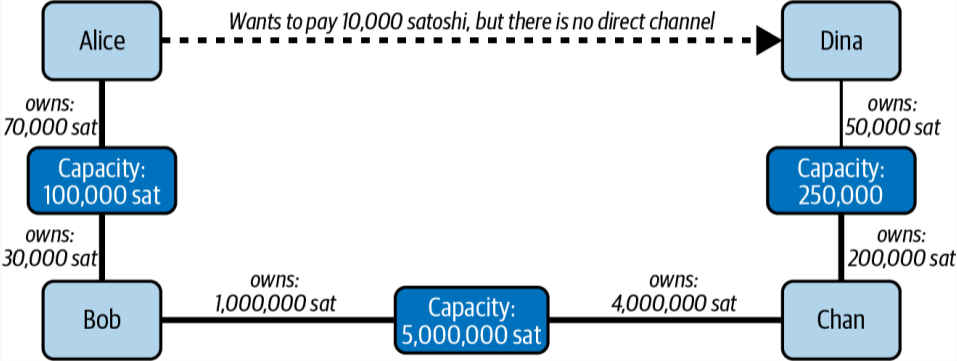 Wants to pay 10,000 satoshi, but there is no direct channel
Alice
Dina
owns:
70,000 sat
owns:
50,000 sat
Capacity:
100,000 sat
Capacity:
250,000
owns:
30,000 sat
owns:
200,000 sat
Bob
owns:
1,000,000 sat
Capacity:
5,000,000 sat
owns:
4,000,000 sat
Chan